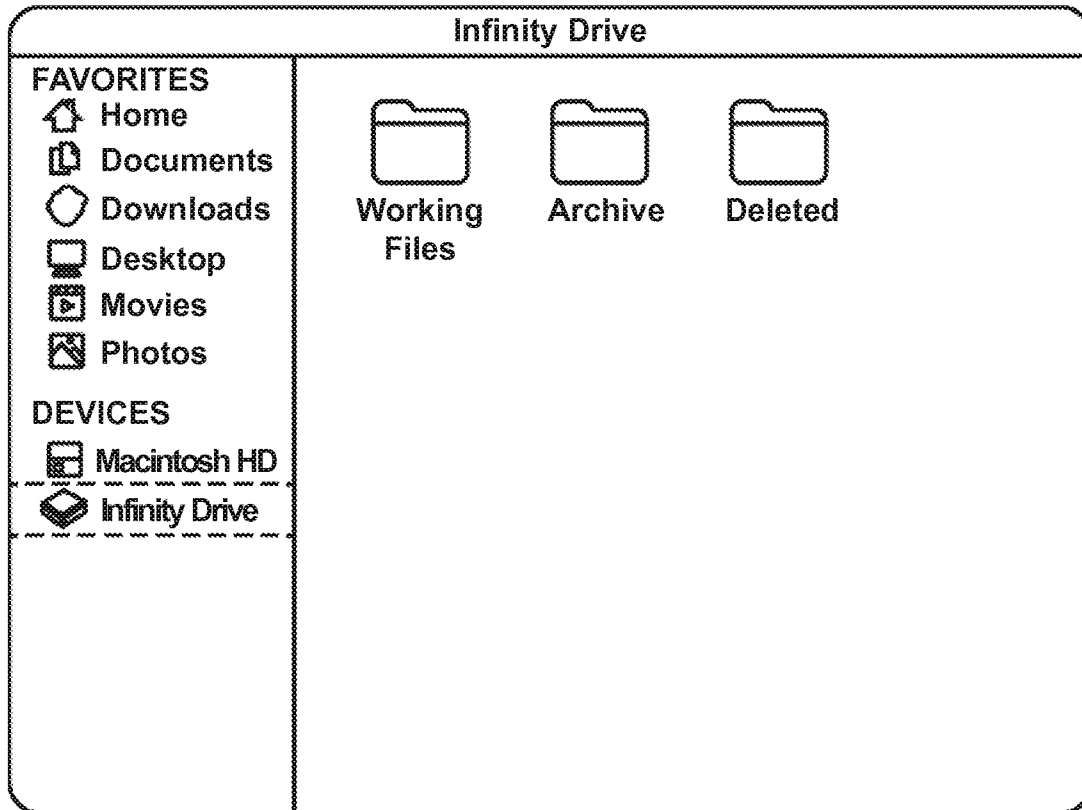 Infinity Drive
FAVORITES
Home
Documents
Downloads
Desktop
Movies
Photos
DEVICES
Macintosh HD
Infinity Drive
Working
Files
Archive
Deleted